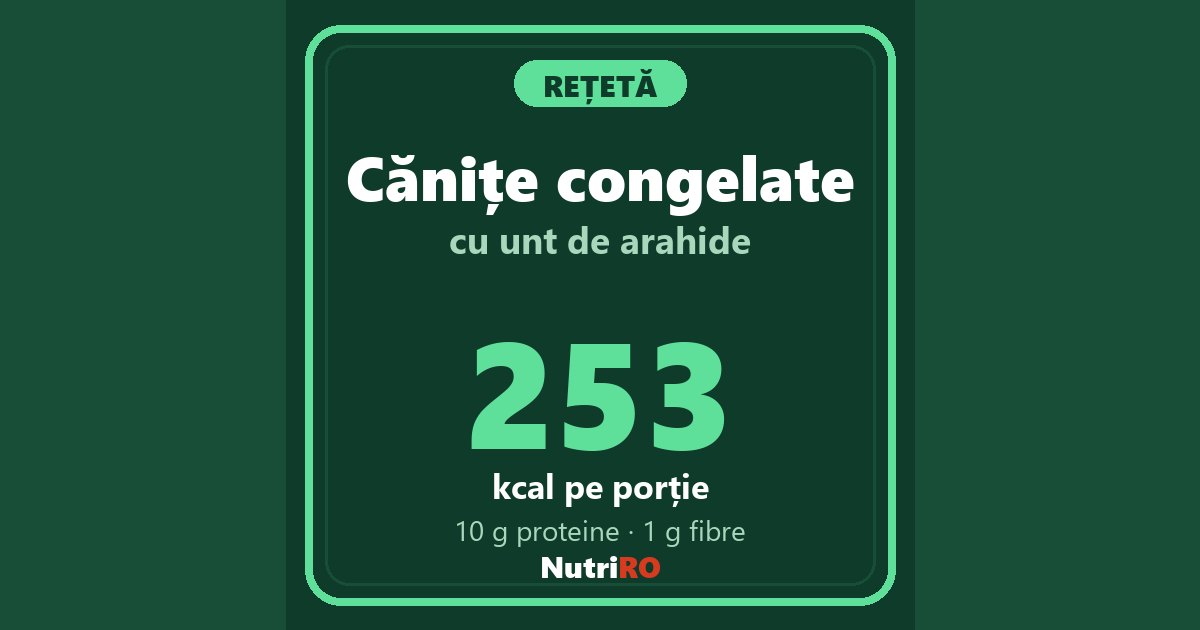 REȚETĂ
Cănițe congelate
cu unt de arahide
253
kcal pe porție
10 g proteine · 1 g fibre
NutriRO